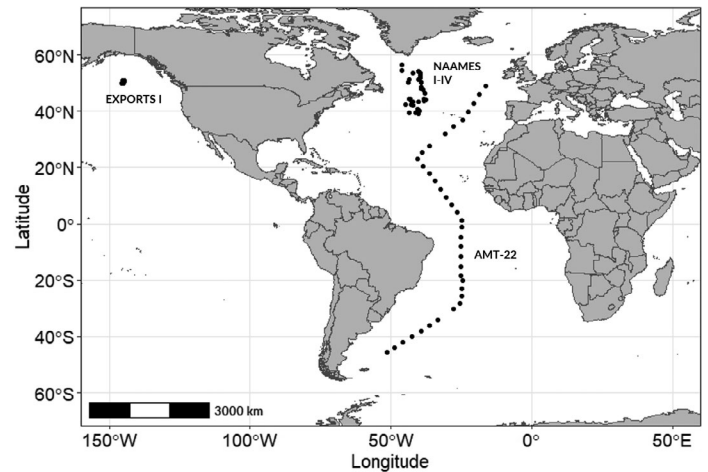 60°N
40°N
20°N
0°
20°S
40°S
60°S
Latitude
EXPORTS I
NAAMES
I-IV
AMT-22
3000 km
150°W
100°W
50°W
0°
50°E
Longitude